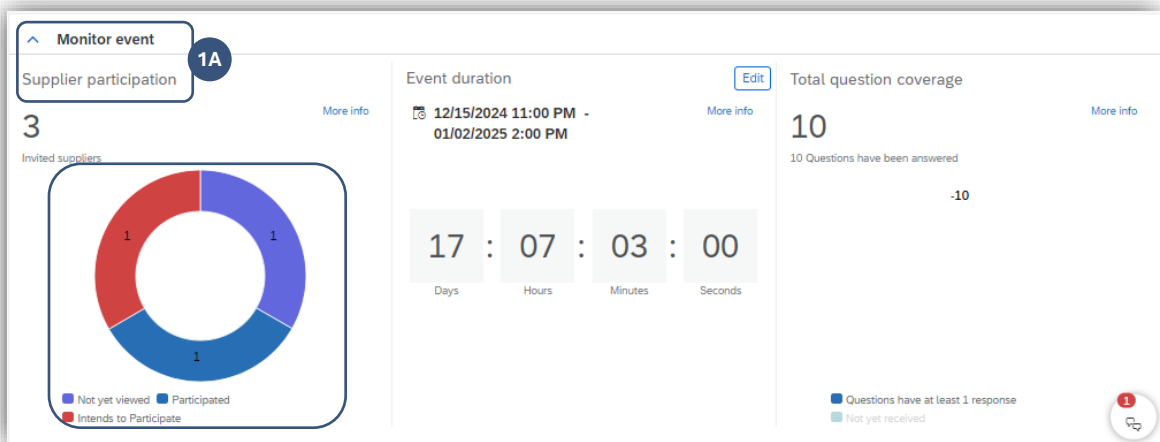 Monitor event
1A
Supplier participation
More info
3
Invited suppliers
1
1
1
Not yet viewed
Participated
Intends to Participate
Event duration
Edit
12/15/2024 11:00 PM -
01/02/2025 2:00 PM
More info
17 : 07 : 03 : 00
Days Hours Minutes Seconds
Total question coverage
More info
10
10 Questions have been answered
-10
Questions have at least 1 response
Not yet received
1